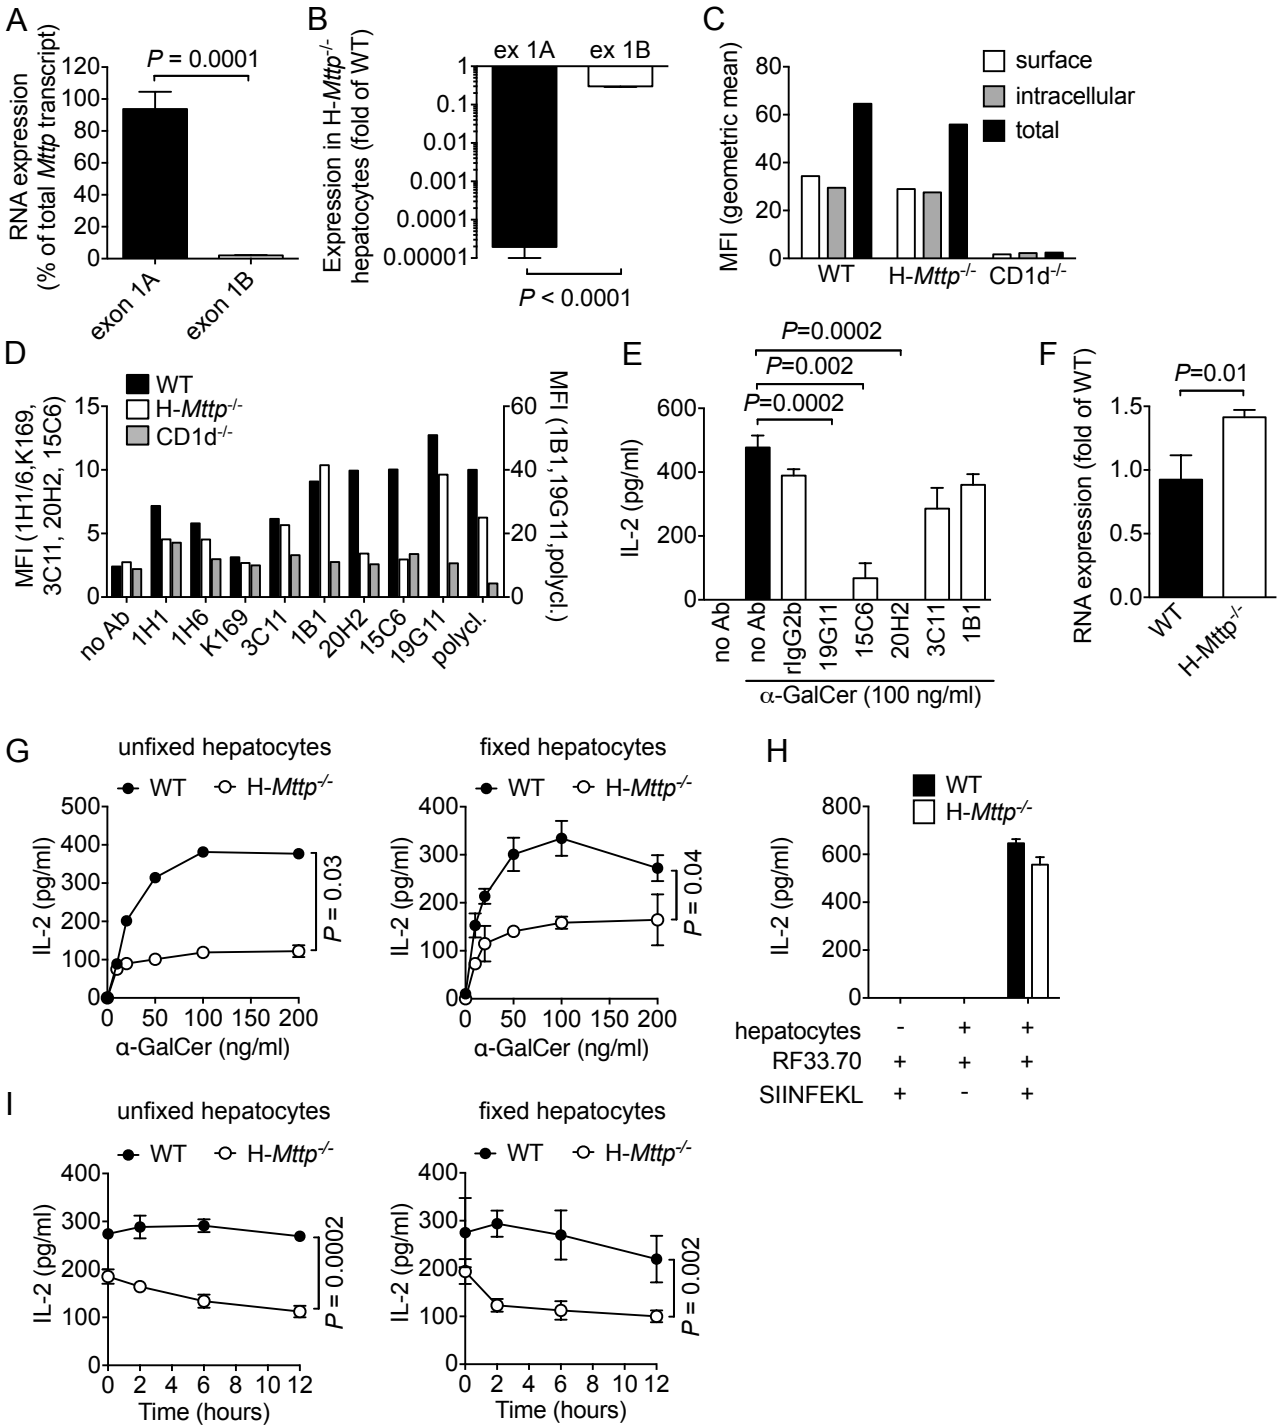 A
RNA expression
(% of total Mttp transcript)
120
100
80
60
40
20
0
P = 0.0001
exon 1A
exon 1B
B
Expression in H-Mttp-/-
hepatocytes (fold of WT)
ex 1A
ex 1B
1
0.1
0.01
0.001
0.0001
0.00001
P < 0.0001
C
MFI (geometric mean)
80
60
40
20
0
surface
intracellular
total
WT
H-Mttp-/-
CD1d-/-
D
MFI (1H1/6,K169,
3C11, 20H2, 15C6)
WT
H-Mttp-/-
CD1d-/-
15
10
5
0
60
40
20
0
MFI (1B1,19G11,polycl.)
no Ab
1H1
1H6
K169
3C11
1B1
20H2
15C6
19G11
polycl.
E
IL-2 (pg/ml)
P=0.0002
P=0.002
P=0.0002
600
400
200
0
no Ab
no Ab
rIgG2b
19G11
15C6
20H2
3C11
1B1
α-GalCer (100 ng/ml)
F
RNA expression (fold of WT)
P=0.01
1.5
1.0
0.5
0.0
WT
H-Mttp-/-
G
unfixed hepatocytes
WT
H-Mttp-/-
IL-2 (pg/ml)
500
400
300
200
100
0
P = 0.03
0 50 100 150 200
α-GalCer (ng/ml)
fixed hepatocytes
WT
H-Mttp-/-
IL-2 (pg/ml)
400
300
200
100
0
P = 0.04
0 50 100 150 200
α-GalCer (ng/ml)
H
WT
H-Mttp-/-
IL-2 (pg/ml)
800
600
400
200
0
hepatocytes - + +
RF33.70 + + +
SIINFEKL + - +
I
unfixed hepatocytes
WT
H-Mttp-/-
IL-2 (pg/ml)
400
300
200
100
0
P = 0.0002
0 2 4 6 8 10 12
Time (hours)
fixed hepatocytes
WT
H-Mttp-/-
IL-2 (pg/ml)
400
300
200
100
0
P = 0.002
0 2 4 6 8 10 12
Time (hours)